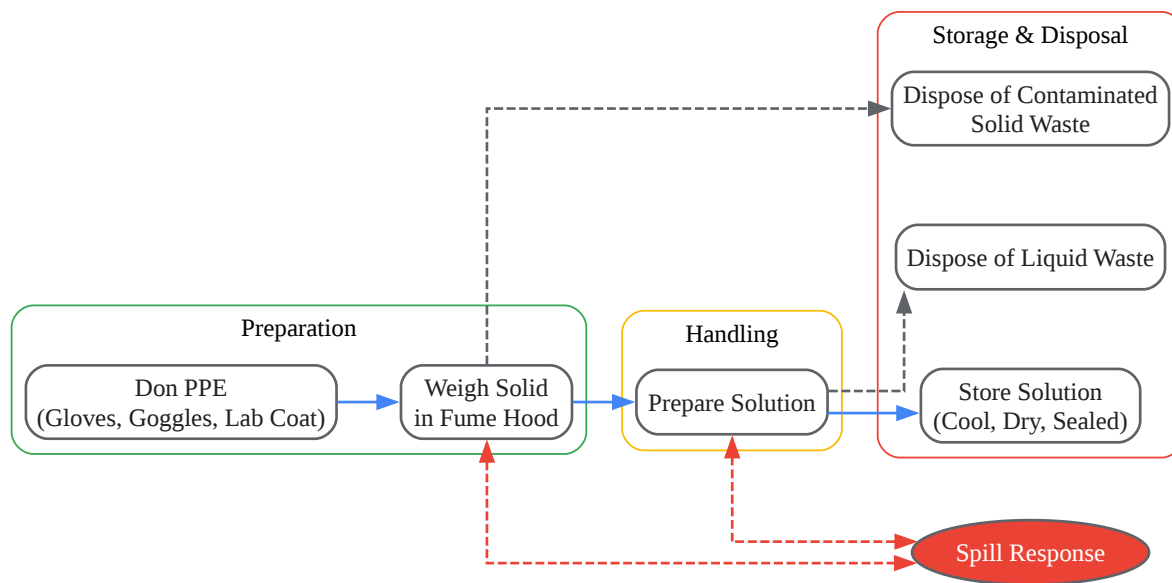 Storage & Disposal
Dispose of Contaminated
Solid Waste
Dispose of Liquid Waste
Preparation
Don PPE
(Gloves, Goggles, Lab Coat)
Weigh Solid
in Fume Hood
Handling
Prepare Solution
Store Solution
(Cool, Dry, Sealed)
Spill Response